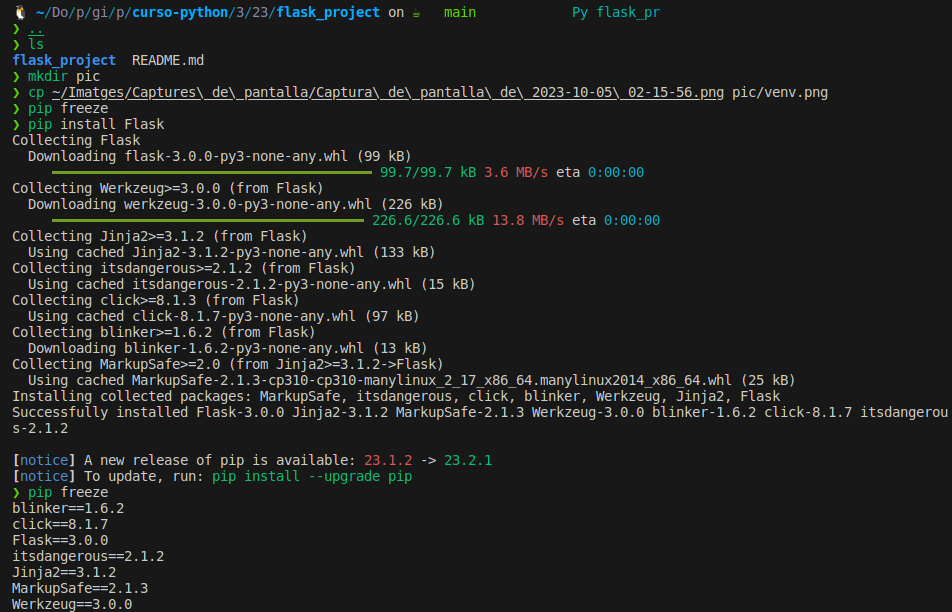 ~/Do/p/gi/p/curso-python/3/23/flask_project on main Py flask_pr
❯ ..
❯ ls
flask_project  README.md
❯ mkdir pic
❯ cp ~/Imatges/Captures\ de\ pantalla/Captura\ de\ pantalla\ de\ 2023-10-05\ 02-15-56.png pic/venv.png
❯ pip freeze
❯ pip install Flask
Collecting Flask
  Downloading flask-3.0.0-py3-none-any.whl (99 kB)
     99.7/99.7 kB 3.6 MB/s eta 0:00:00
Collecting Werkzeug>=3.0.0 (from Flask)
  Downloading werkzeug-3.0.0-py3-none-any.whl (226 kB)
     226.6/226.6 kB 13.8 MB/s eta 0:00:00
Collecting Jinja2>=3.1.2 (from Flask)
  Using cached Jinja2-3.1.2-py3-none-any.whl (133 kB)
Collecting itsdangerous>=2.1.2 (from Flask)
  Using cached itsdangerous-2.1.2-py3-none-any.whl (15 kB)
Collecting click>=8.1.3 (from Flask)
  Using cached click-8.1.7-py3-none-any.whl (97 kB)
Collecting blinker>=1.6.2 (from Flask)
  Downloading blinker-1.6.2-py3-none-any.whl (13 kB)
Collecting MarkupSafe>=2.0 (from Jinja2>=3.1.2->Flask)
  Using cached MarkupSafe-2.1.3-cp310-cp310-manylinux_2_17_x86_64.manylinux2014_x86_64.whl (25 kB)
Installing collected packages: MarkupSafe, itsdangerous, click, blinker, Werkzeug, Jinja2, Flask
Successfully installed Flask-3.0.0 Jinja2-3.1.2 MarkupSafe-2.1.3 Werkzeug-3.0.0 blinker-1.6.2 click-8.1.7 itsdangerou
s-2.1.2
[notice] A new release of pip is available: 23.1.2 -> 23.2.1
[notice] To update, run: pip install --upgrade pip
❯ pip freeze
blinker==1.6.2
click==8.1.7
Flask==3.0.0
itsdangerous==2.1.2
Jinja2==3.1.2
MarkupSafe==2.1.3
Werkzeug==3.0.0